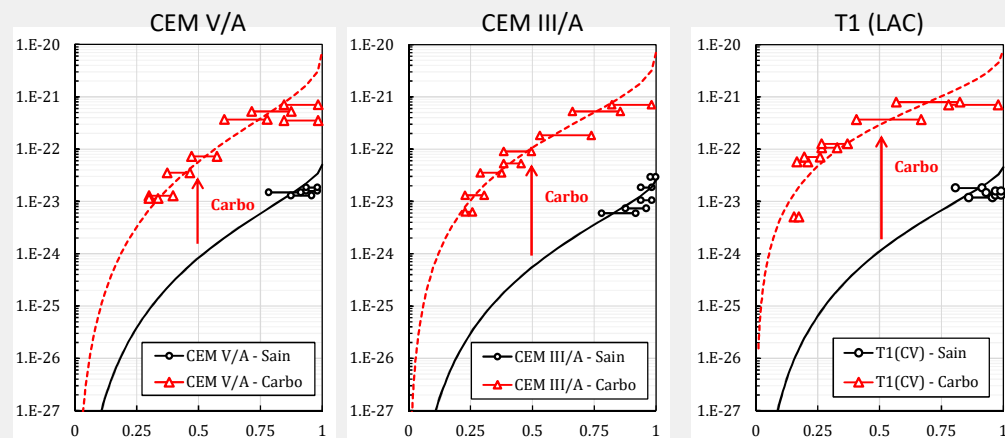 CEM V/A
1.E-20
1.E-21
1.E-22
1.E-23
1.E-24
1.E-25
1.E-26
1.E-27
0 0.25 0.5 0.75 1
Carbo
CEM V/A - Sain
CEM V/A - Carbo
CEM III/A
1.E-20
1.E-21
1.E-22
1.E-23
1.E-24
1.E-25
1.E-26
1.E-27
0 0.25 0.5 0.75 1
Carbo
CEM III/A - Sain
CEM III/A - Carbo
T1 (LAC)
1.E-20
1.E-21
1.E-22
1.E-23
1.E-24
1.E-25
1.E-26
1.E-27
0 0.25 0.5 0.75 1
Carbo
T1(CV) - Sain
T1(CV) - Carbo